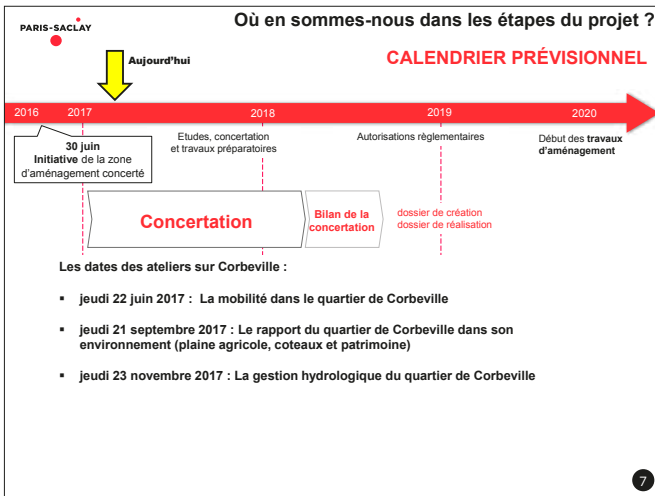 Où en sommes-nous dans les étapes du projet ?
PARIS-SACLAY
CALENDRIER PRÉVISIONNEL
Aujourd'hui
2016 2017 2018 2019 2020
30 juin
Initiative de la zone
d'aménagement concerté
Etudes, concertation
et travaux préparatoires
Autorisations règlementaires
Début des travaux
d'aménagement
Concertation
Bilan de la
concertation
dossier de création
dossier de réalisation
Les dates des ateliers sur Corbeville :
▪ jeudi 22 juin 2017 : La mobilité dans le quartier de Corbeville
▪ jeudi 21 septembre 2017 : Le rapport du quartier de Corbeville dans son
environnement (plaine agricole, coteaux et patrimoine)
▪ jeudi 23 novembre 2017 : La gestion hydrologique du quartier de Corbeville
7